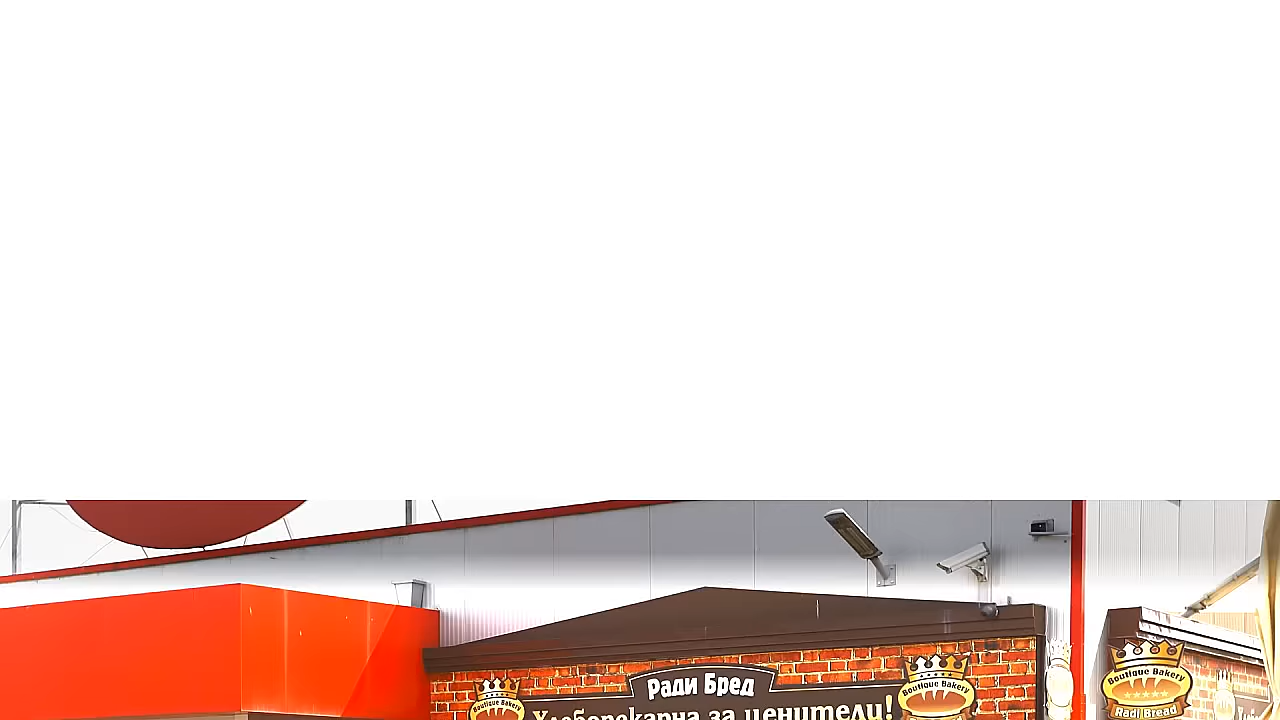 Ради Бред
Хлебопекарна за ценители!
Boutique Bakery
Boutique Bakery
Boutique Bakery
Radi Bread